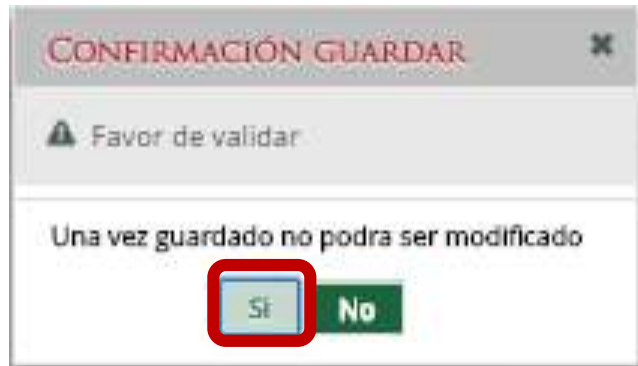 CONFIRMACIÓN GUARDAR
Favor de validar
Una vez guardado no podra ser modificado
Si No